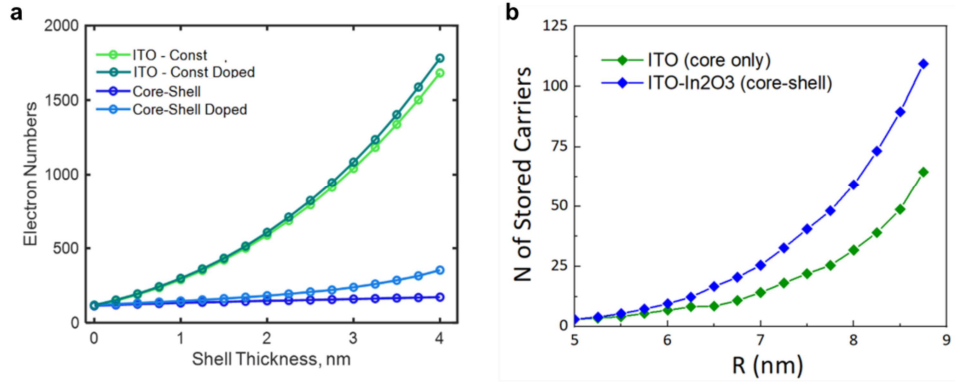 a
2000
1500
1000
500
0
Electron Numbers
ITO - Const
ITO - Const Doped
Core-Shell
Core-Shell Doped
0 1 2 3 4
Shell Thickness, nm
b
125
100
75
50
25
0
N of Stored Carriers
ITO (core only)
ITO-In2O3 (core-shell)
5 6 7 8 9
R (nm)